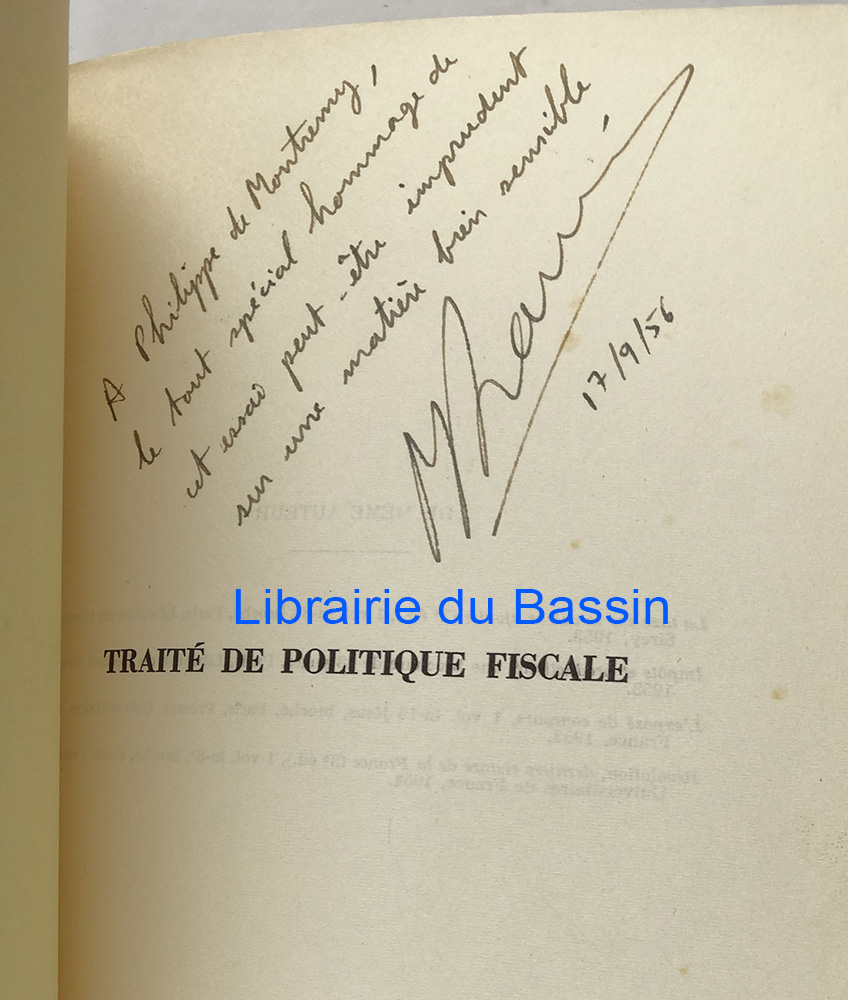 A Philippe de Montremy,
le tout spécial hommage de
cet essai peut-être imprudent
sur une matière bien sensible,
17/9/56
Librairie du Bassin
TRAITÉ DE POLITIQUE FISCALE